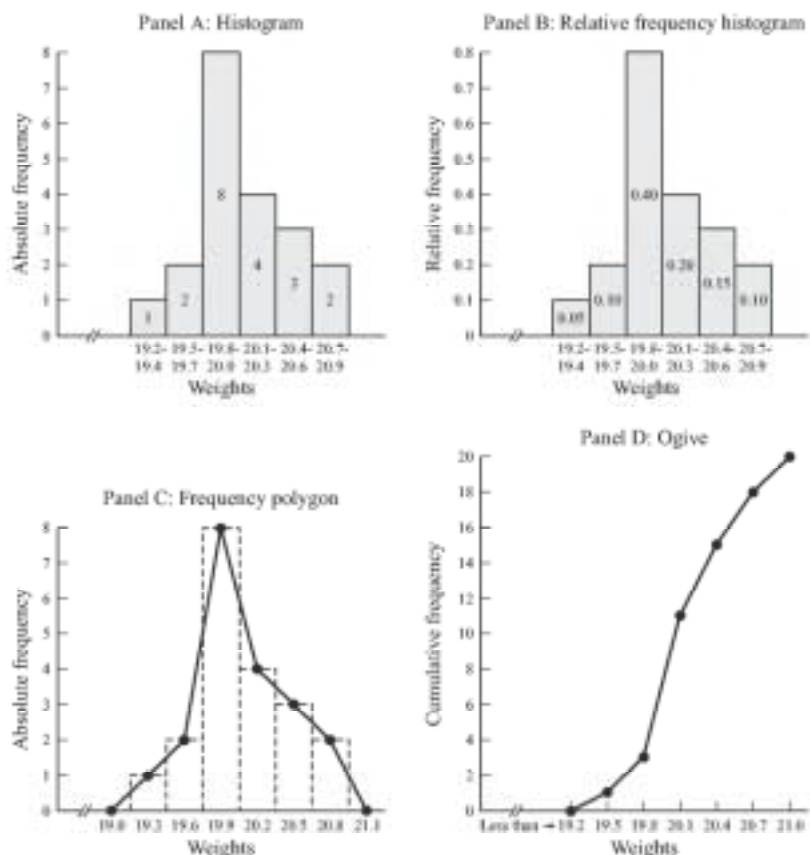 Panel A: Histogram
8
7
6
5
4
3
2
1
0
Absolute frequency
1
2
8
4
3
2
19.2- 19.5- 19.8- 20.1- 20.4- 20.7-
19.4 19.7 20.0 20.3 20.6 20.9
Weights
Panel B: Relative frequency histogram
0.8
0.7
0.6
0.5
0.4
0.3
0.2
0.1
0
Relative frequency
0.05
0.10
0.40
0.20
0.15
0.10
19.2- 19.5- 19.8- 20.1- 20.4- 20.7-
19.4 19.7 20.0 20.3 20.6 20.9
Weights
Panel C: Frequency polygon
8
7
6
5
4
3
2
1
0
Absolute frequency
19.0 19.3 19.6 19.9 20.2 20.5 20.8 21.1
Weights
Panel D: Ogive
20
18
16
14
12
10
8
6
4
2
0
Cumulative frequency
Less than → 19.2 19.5 19.8 20.1 20.4 20.7 21.0
Weights